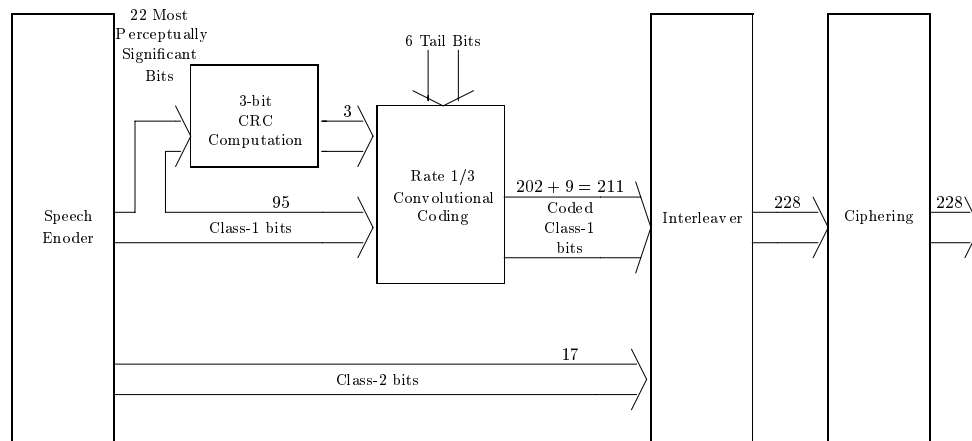 22 Most
Perceptually
Significant
Bits
6 Tail Bits
3-bit
CRC
Computation
3
Rate 1/3
Convolutional
Coding
202 + 9 = 211
Coded
Class-1
bits
95
Class-1 bits
Speech
Enoder
Interleaver
228
Ciphering
228
17
Class-2 bits